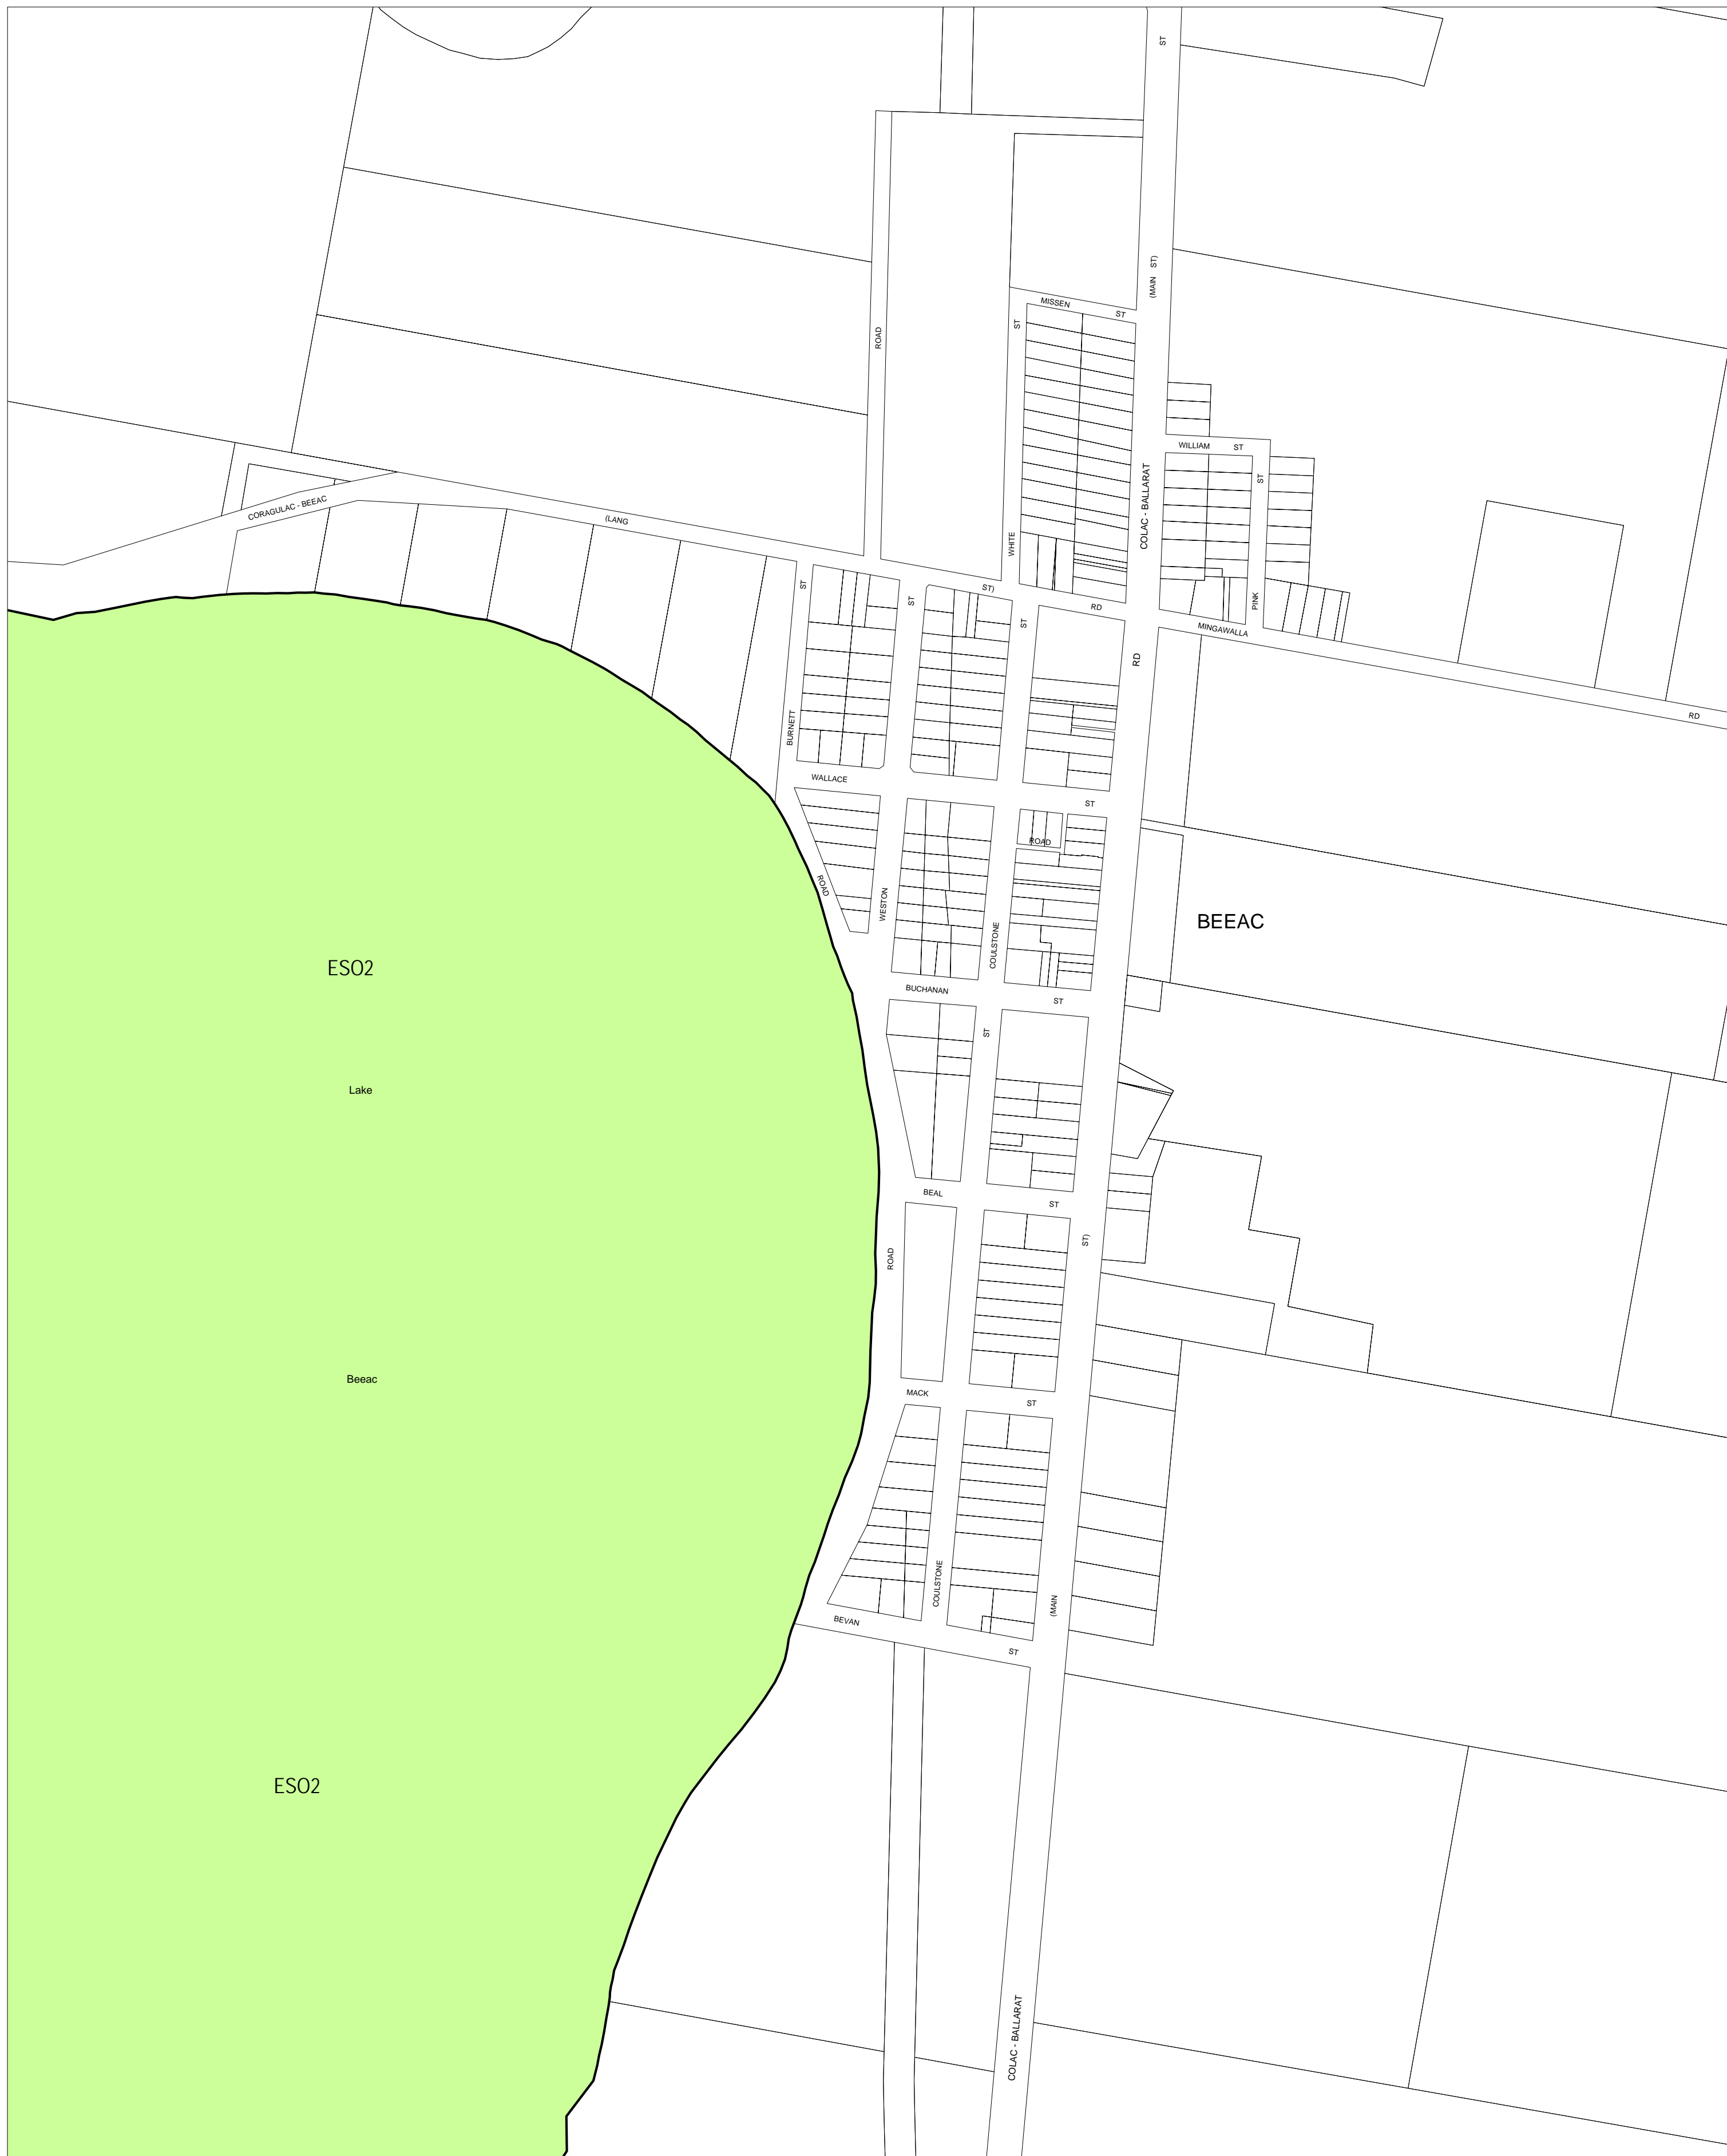 ST
(MAIN ST)
MISSEN ST
ST
ROAD
WILLIAM ST
ST
COLAC - BALLARAT
CORAGULAC - BEEAC
(LANG
WHITE
ST
ST
ST)
ST
RD
PINK
MINGAWALLA
RD
RD
BURNETT
WALLACE
ST
ROAD
ROAD
WESTON
COULSTONE
BEEAC
ESO2
BUCHANAN
ST
ST
Lake
BEAL
ST
ROAD
ST)
Beeac
MACK
ST
COULSTONE
(MAIN
BEVAN
ST
ESO2
COLAC - BALLARAT